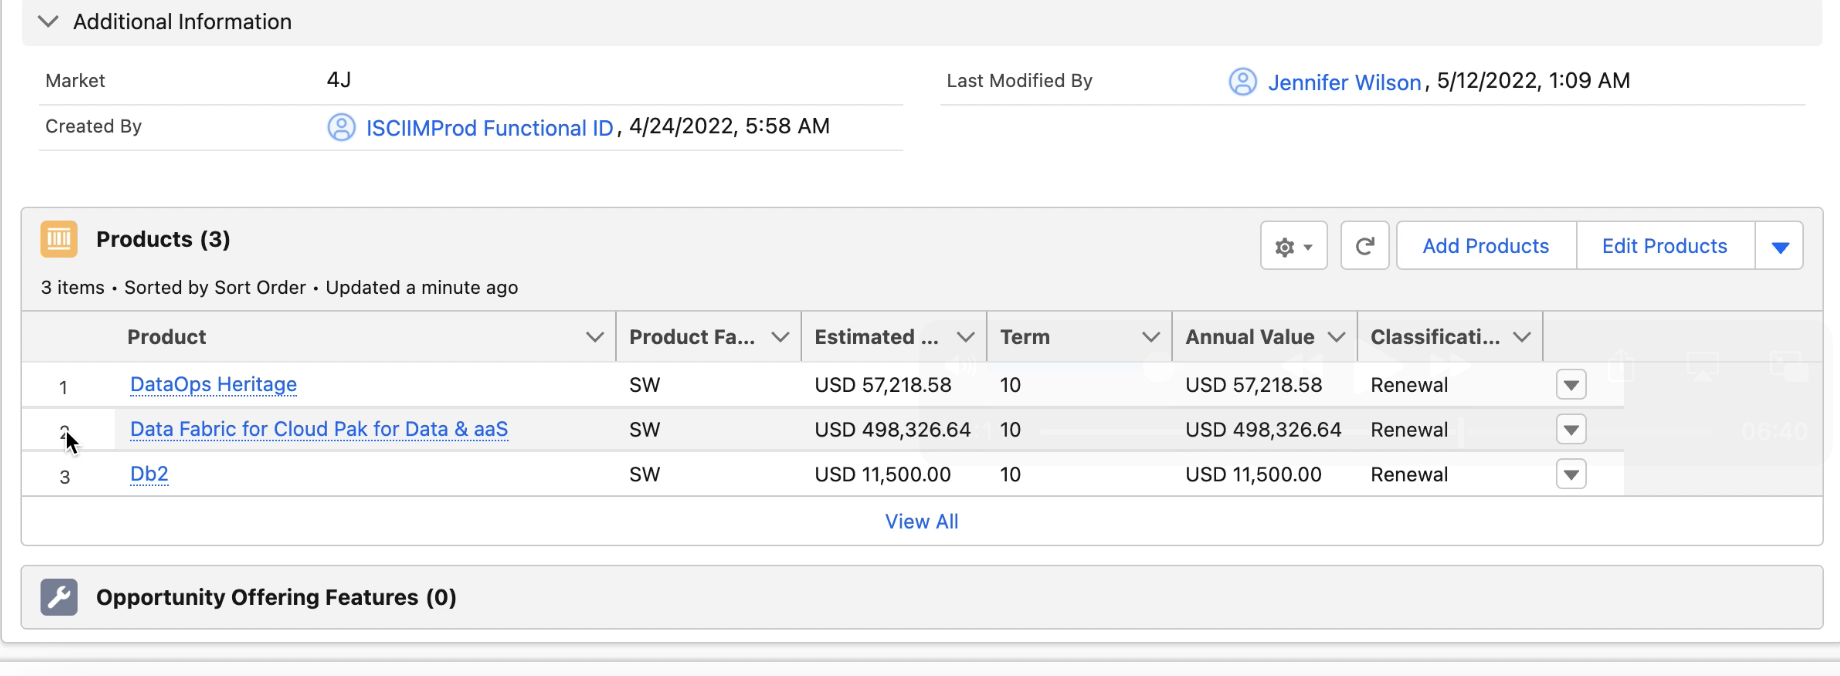 Additional Information
Market 4J Last Modified By Jennifer Wilson, 5/12/2022, 1:09 AM
Created By ISCIIMProd Functional ID, 4/24/2022, 5:58 AM
Products (3) Add Products Edit Products
3 items • Sorted by Sort Order • Updated a minute ago
Product Product Fa... Estimated ... Term Annual Value Classificati...
1 DataOps Heritage SW USD 57,218.58 10 USD 57,218.58 Renewal
Data Fabric for Cloud Pak for Data & aaS SW USD 498,326.64 10 USD 498,326.64 Renewal 06:40
3 Db2 SW USD 11,500.00 10 USD 11,500.00 Renewal
View All
Opportunity Offering Features (0)